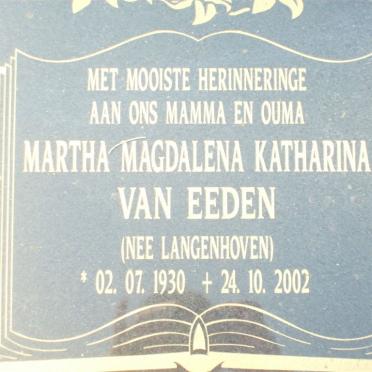 MET MOOISTE HERINNERINGE
AAN ONS MAMMA EN OUMA
MARTHA MAGDALENA KATHARINA
VAN EEDEN
(NEE LANGENHOVEN)
* 02. 07. 1930 + 24. 10. 2002